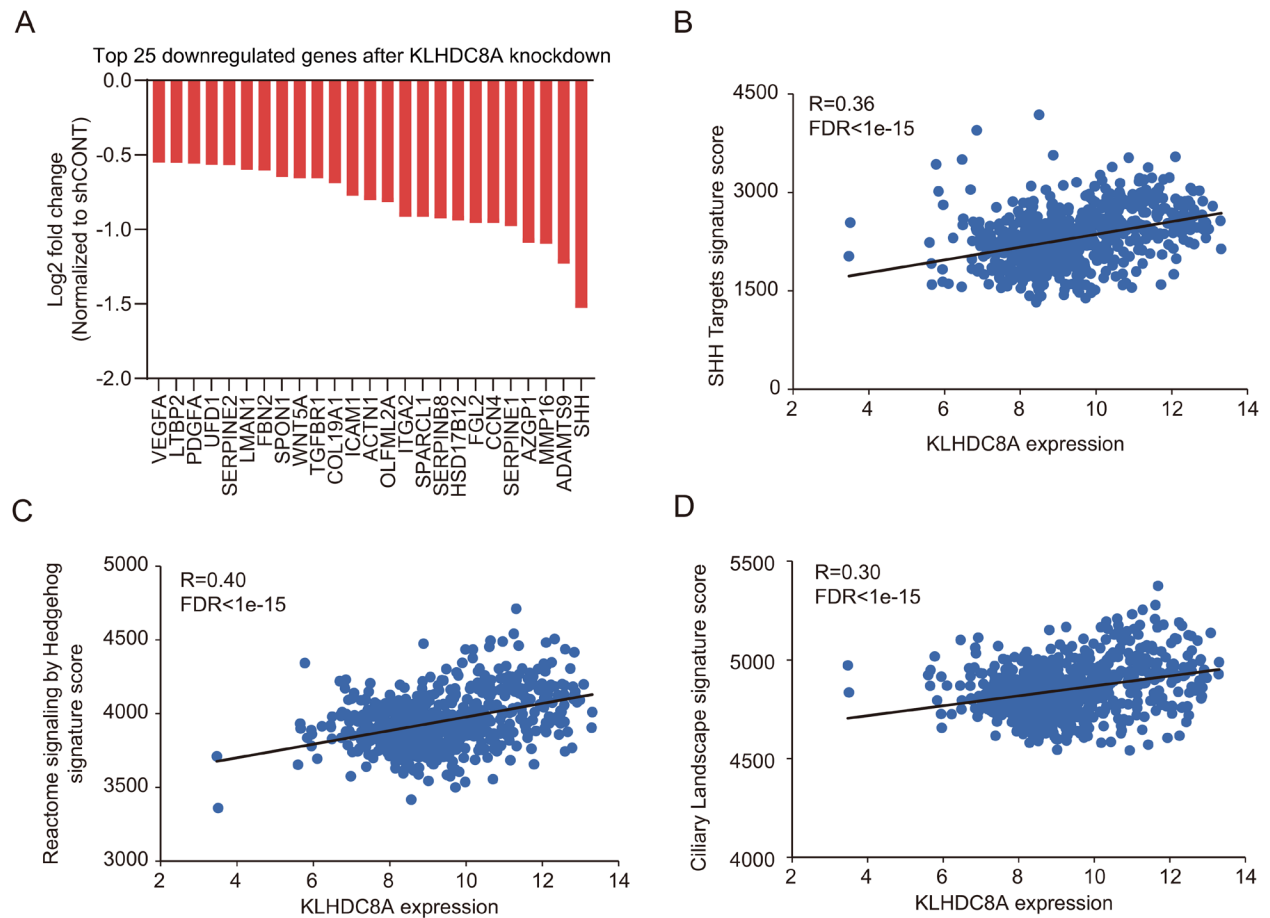 A
Top 25 downregulated genes after KLHDC8A knockdown
Log2 fold change
(Normalized to shCONT)
0.0
-0.5
-1.0
-1.5
-2.0
VEGFA
LTBP2
PDGFA
UFD1
SERPINE2
LMAN1
FBN2
SPON1
WNT5A
TGFBR1
COL19A1
ICAM1
ACTN1
OLFML2A
ITGA2
SPARCL1
SERPINB8
HSD17B12
FGL2
CCN4
SERPINE1
AZGP1
MMP16
ADAMTS9
SHH
B
R=0.36
FDR<1e-15
SHH Targets signature score
4500
3000
1500
0
2 4 6 8 10 12 14
KLHDC8A expression
C
R=0.40
FDR<1e-15
Reactome signaling by Hedgehog
signature score
5000
4500
4000
3500
3000
2 4 6 8 10 12 14
KLHDC8A expression
D
R=0.30
FDR<1e-15
Ciliary Landscape signature score
5500
5000
4500
4000
2 4 6 8 10 12 14
KLHDC8A expression